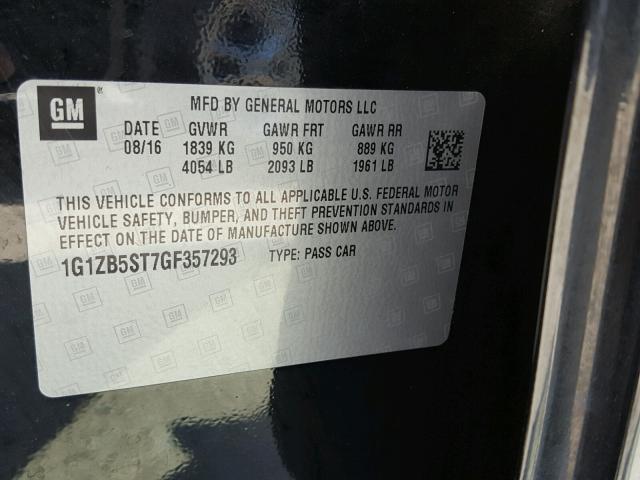 GM
MFD BY GENERAL MOTORS LLC
DATE GVWR GAWR FRT GAWR RR
08/16 1839 KG 950 KG 889 KG
4054 LB 2093 LB 1961 LB
THIS VEHICLE CONFORMS TO ALL APPLICABLE U.S. FEDERAL MOTOR
VEHICLE SAFETY, BUMPER, AND THEFT PREVENTION STANDARDS IN
EFFECT ON THE DATE OF MANUFACTURE SHOWN ABOVE.
1G1ZB5ST7GF357293 TYPE: PASS CAR